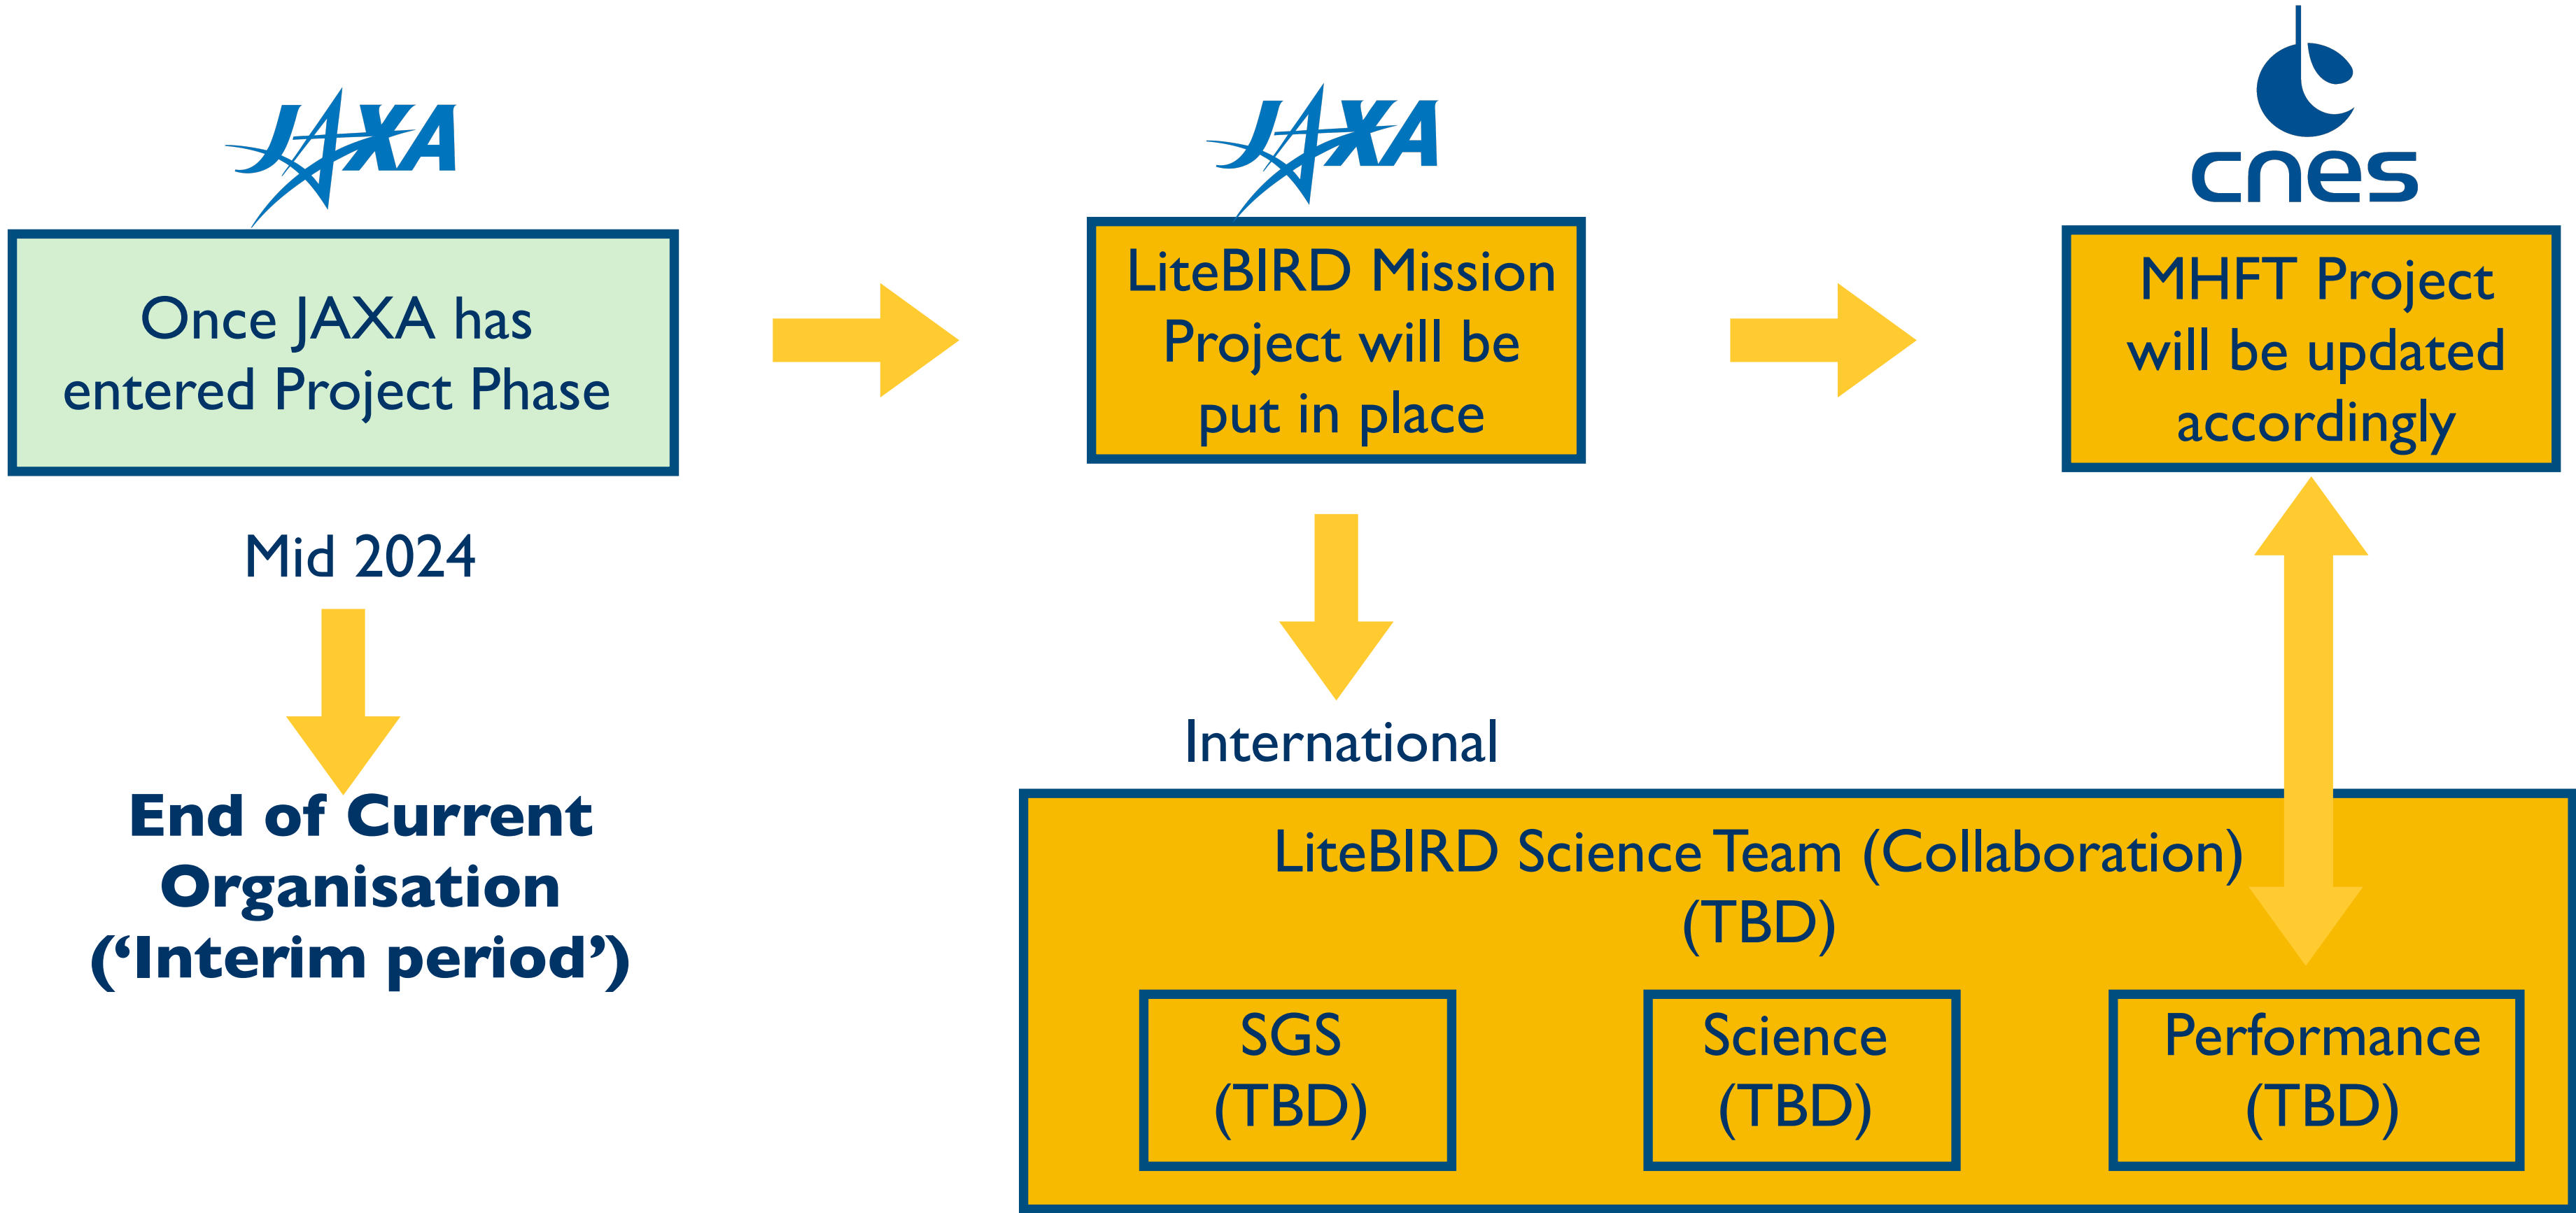 JAXA
Once JAXA has
entered Project Phase
Mid 2024
End of Current
Organisation
(‘Interim period’)
JAXA
LiteBIRD Mission
Project will be
put in place
cnes
MHFT Project
will be updated
accordingly
International
LiteBIRD Science Team (Collaboration)
(TBD)
SGS
(TBD)
Science
(TBD)
Performance
(TBD)